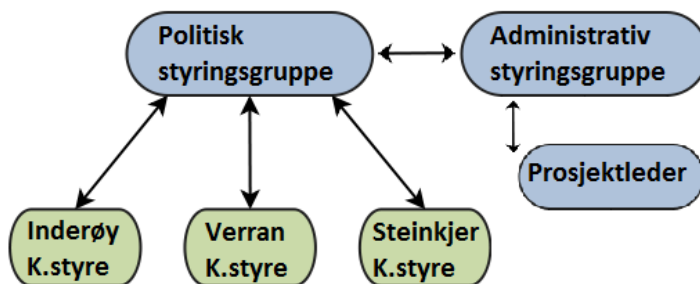 Politisk
styringsgruppe
Administrativ
styringsgruppe
Prosjektleder
Inderøy
K.styre
Verran
K.styre
Steinkjer
K.styre